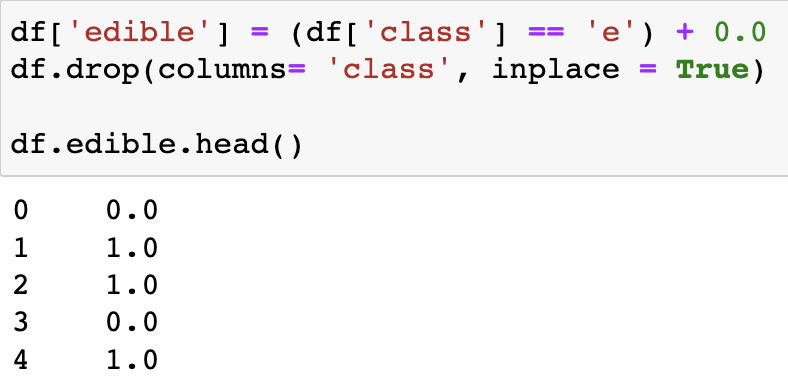 df['edible'] = (df['class'] == 'e') + 0.0
df.drop(columns= 'class', inplace = True)
df.edible.head()
0 0.0
1 1.0
2 1.0
3 0.0
4 1.0